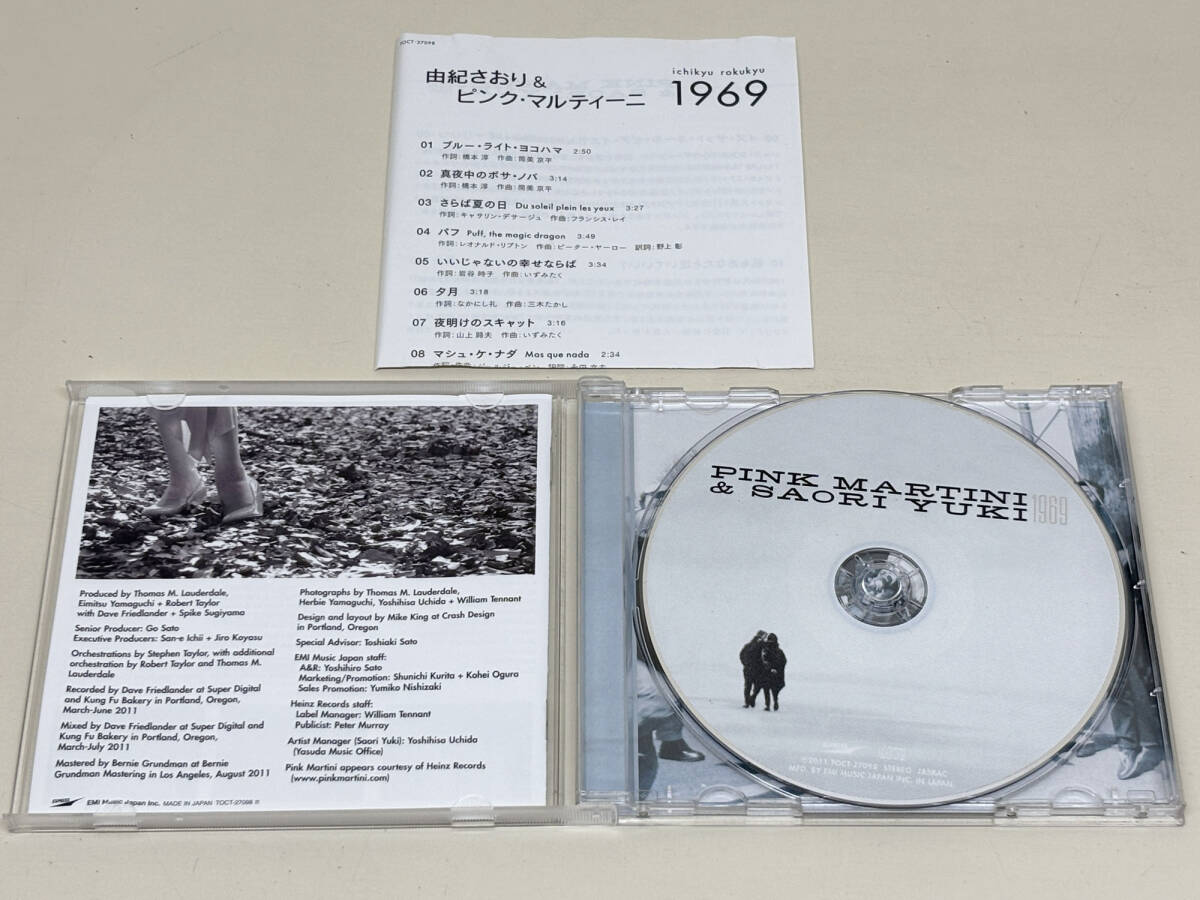 TOCT-27098
由紀さおり&
ピンク・マルティーニ
ichikyu rokukyu
1969
01 ブルー・ライト・ヨコハマ 2:50
作詞:橋本 淳 作曲:筒美 京平
02 真夜中のボサ・ノバ 3:14
作詞:橋本 淳 作曲:筒美 京平
03 さらば夏の日 Du soleil plein les yeux 3:27
作詞:キャサリン・デサージュ 作曲:フランシス・レイ
04 パフ Puff, the magic dragon 3:49
作詞:レオナルド・リプトン 作曲:ピーター・ヤーロー 訳詞:野上 彰
05 いいじゃないの幸せならば 3:34
作詞:岩谷 時子 作曲:いずみたく
06 夕月 3:18
作詞:なかにし礼 作曲:三木たかし
07 夜明けのスキャット 3:16
作詞:山上 路夫 作曲:いずみたく
08 マシュ・ケ・ナダ Mas que nada 2:34
Produced by Thomas M. Lauderdale,
Eimitsu Yamaguchi + Robert Taylor
with Dave Friedlander + Spike Sugiyama
Senior Producer: Go Sato
Executive Producers: San-e Ichii + Jiro Koyasu
Orchestrations by Stephen Taylor, with additional
orchestration by Robert Taylor and Thomas M.
Lauderdale
Recorded by Dave Friedlander at Super Digital
and Kung Fu Bakery in Portland, Oregon,
March-June 2011
Mixed by Dave Friedlander at Super Digital and
Kung Fu Bakery in Portland, Oregon,
March-July 2011
Mastered by Bernie Grundman at Bernie
Grundman Mastering in Los Angeles, August 2011
Photographs by Thomas M. Lauderdale,
Herbie Yamaguchi, Yoshihisa Uchida + William Tennant
Design and layout by Mike King at Crash Design
in Portland, Oregon
Special Advisor: Toshiaki Sato
EMI Music Japan staff:
A&R: Yoshihiro Sato
Marketing/Promotion: Shunichi Kurita + Kohei Ogura
Sales Promotion: Yumiko Nishizaki
Heinz Records staff:
Label Manager: William Tennant
Publicist: Peter Murray
Artist Manager (Saori Yuki): Yoshihisa Uchida
(Yasuda Music Office)
Pink Martini appears courtesy of Heinz Records
(www.pinkmartini.com)
EXPRESS EMI Music Japan Inc. MADE IN JAPAN TOCT-27098
PINK MARTINI
& SAORI YUKI 1969
℗2011 TOCT-27098 STEREO JASRAC
MFD. BY EMI MUSIC JAPAN INC. IN JAPAN